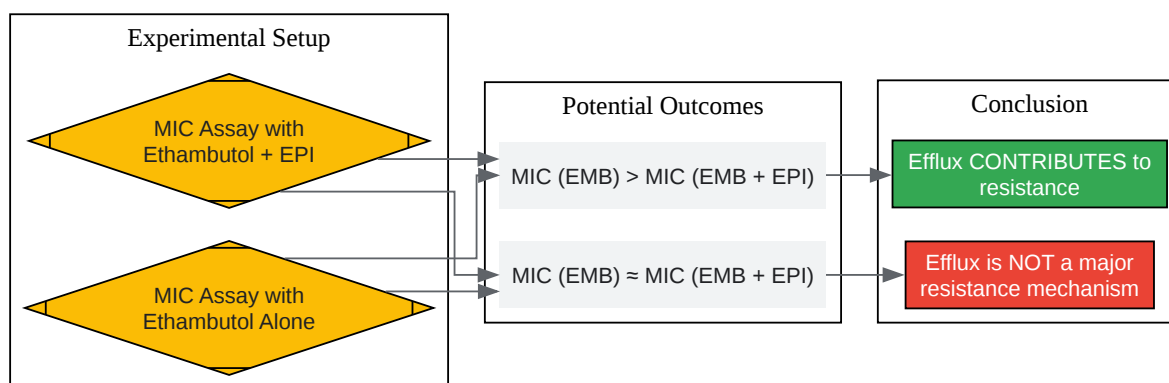 Experimental Setup
MIC Assay with
Ethambutol + EPI
MIC Assay with
Ethambutol Alone
Potential Outcomes
MIC (EMB) > MIC (EMB + EPI)
MIC (EMB) ≈ MIC (EMB + EPI)
Conclusion
Efflux CONTRIBUTES to
resistance
Efflux is NOT a major
resistance mechanism